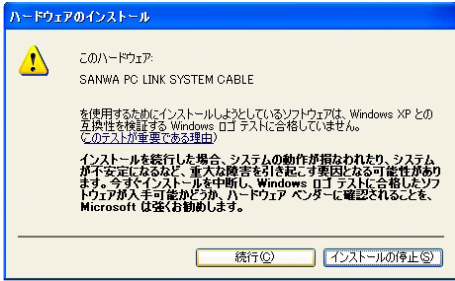 ハードウェアのインストール
このハードウェア:
SANWA PC LINK SYSTEM CABLE
を使用するためにインストールしようとしているソフトウェアは、Windows XP との
互換性を検証する Windows ロゴ テストに合格していません。
(このテストが重要である理由)
インストールを続行した場合、システムの動作が損なわれたり、システム
が不安定になるなど、重大な障害を引き起こす要因となる可能性があり
ます。今すぐインストールを中断し、Windows ロゴ テストに合格したソフ
トウェアが入手可能かどうか、ハードウェア ベンダーに確認されることを、
Microsoft は強くお勧めします。
続行(C)
インストールの停止(S)